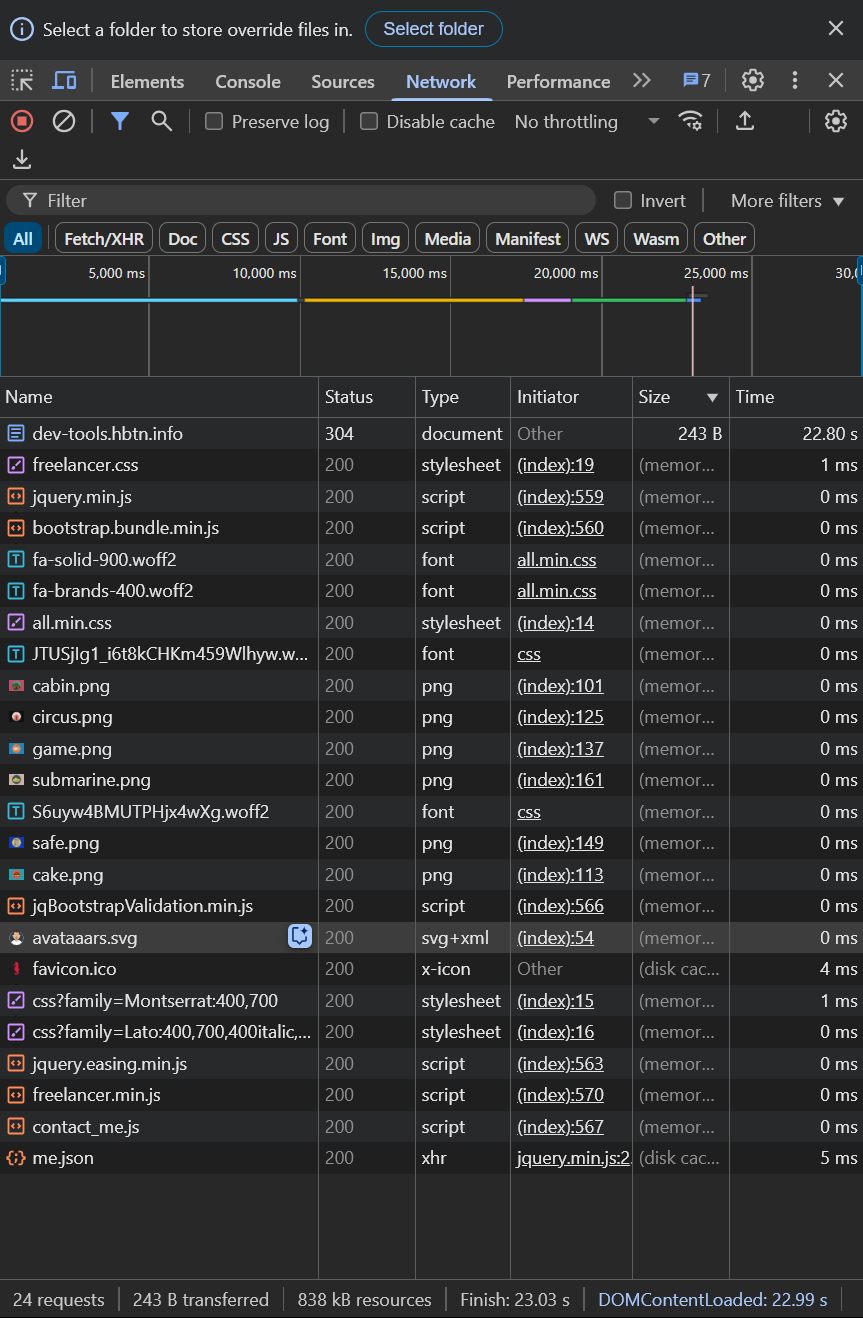 Select a folder to store override files in. Select folder
Elements Console Sources Network Performance 7
Preserve log Disable cache No throttling
Filter Invert More filters
All Fetch/XHR Doc CSS JS Font Img Media Manifest WS Wasm Other
5,000 ms 10,000 ms 15,000 ms 20,000 ms 25,000 ms 30,0
Name Status Type Initiator Size Time
dev-tools.hbtn.info 304 document Other 243 B 22.80 s
freelancer.css 200 stylesheet (index):19 (memor... 1 ms
jquery.min.js 200 script (index):559 (memor... 0 ms
bootstrap.bundle.min.js 200 script (index):560 (memor... 0 ms
fa-solid-900.woff2 200 font all.min.css (memor... 0 ms
fa-brands-400.woff2 200 font all.min.css (memor... 0 ms
all.min.css 200 stylesheet (index):14 (memor... 0 ms
JTUSjIg1_i6t8kCHKm459Wlhyw.w... 200 font css (memor... 0 ms
cabin.png 200 png (index):101 (memor... 0 ms
circus.png 200 png (index):125 (memor... 0 ms
game.png 200 png (index):137 (memor... 0 ms
submarine.png 200 png (index):161 (memor... 0 ms
S6uyw4BMUTPHjx4wXg.woff2 200 font css (memor... 0 ms
safe.png 200 png (index):149 (memor... 0 ms
cake.png 200 png (index):113 (memor... 0 ms
jqBootstrapValidation.min.js 200 script (index):566 (memor... 0 ms
avataaars.svg 200 svg+xml (index):54 (memor... 0 ms
favicon.ico 200 x-icon Other (disk cac... 4 ms
css?family=Montserrat:400,700 200 stylesheet (index):15 (memor... 1 ms
css?family=Lato:400,700,400italic,... 200 stylesheet (index):16 (memor... 0 ms
jquery.easing.min.js 200 script (index):563 (memor... 0 ms
freelancer.min.js 200 script (index):570 (memor... 0 ms
contact_me.js 200 script (index):567 (memor... 0 ms
me.json 200 xhr jquery.min.js:2. (disk cac... 5 ms
24 requests 243 B transferred 838 kB resources Finish: 23.03 s DOMContentLoaded: 22.99 s